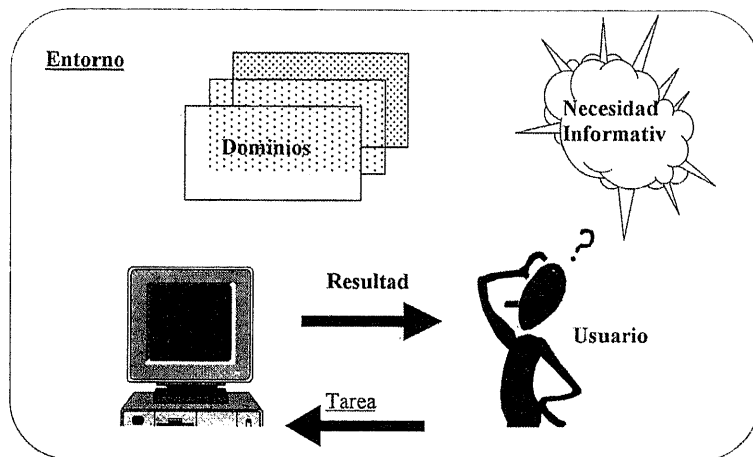 Entorno
Dominios
Necesidad
Informativ
?
Resultad
Usuario
Tarea